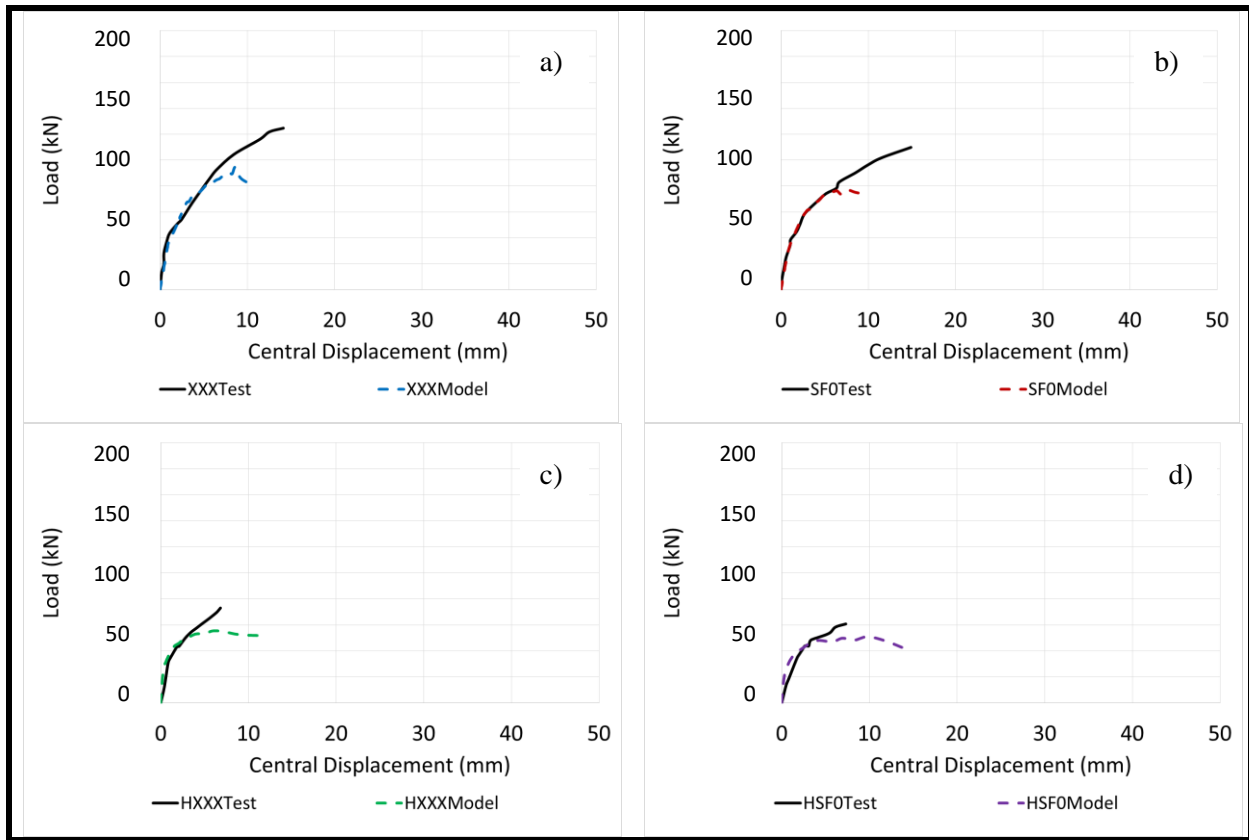 a)
200
150
100
50
0
Load (kN)
0 10 20 30 40 50
Central Displacement (mm)
XXXTest XXXModel
b)
200
150
100
50
0
Load (kN)
0 10 20 30 40 50
Central Displacement (mm)
SF0Test SF0Model
c)
200
150
100
50
0
Load (kN)
0 10 20 30 40 50
Central Displacement (mm)
HXXXTest HXXXModel
d)
200
150
100
50
0
Load (kN)
0 10 20 30 40 50
Central Displacement (mm)
HSF0Test HSF0Model